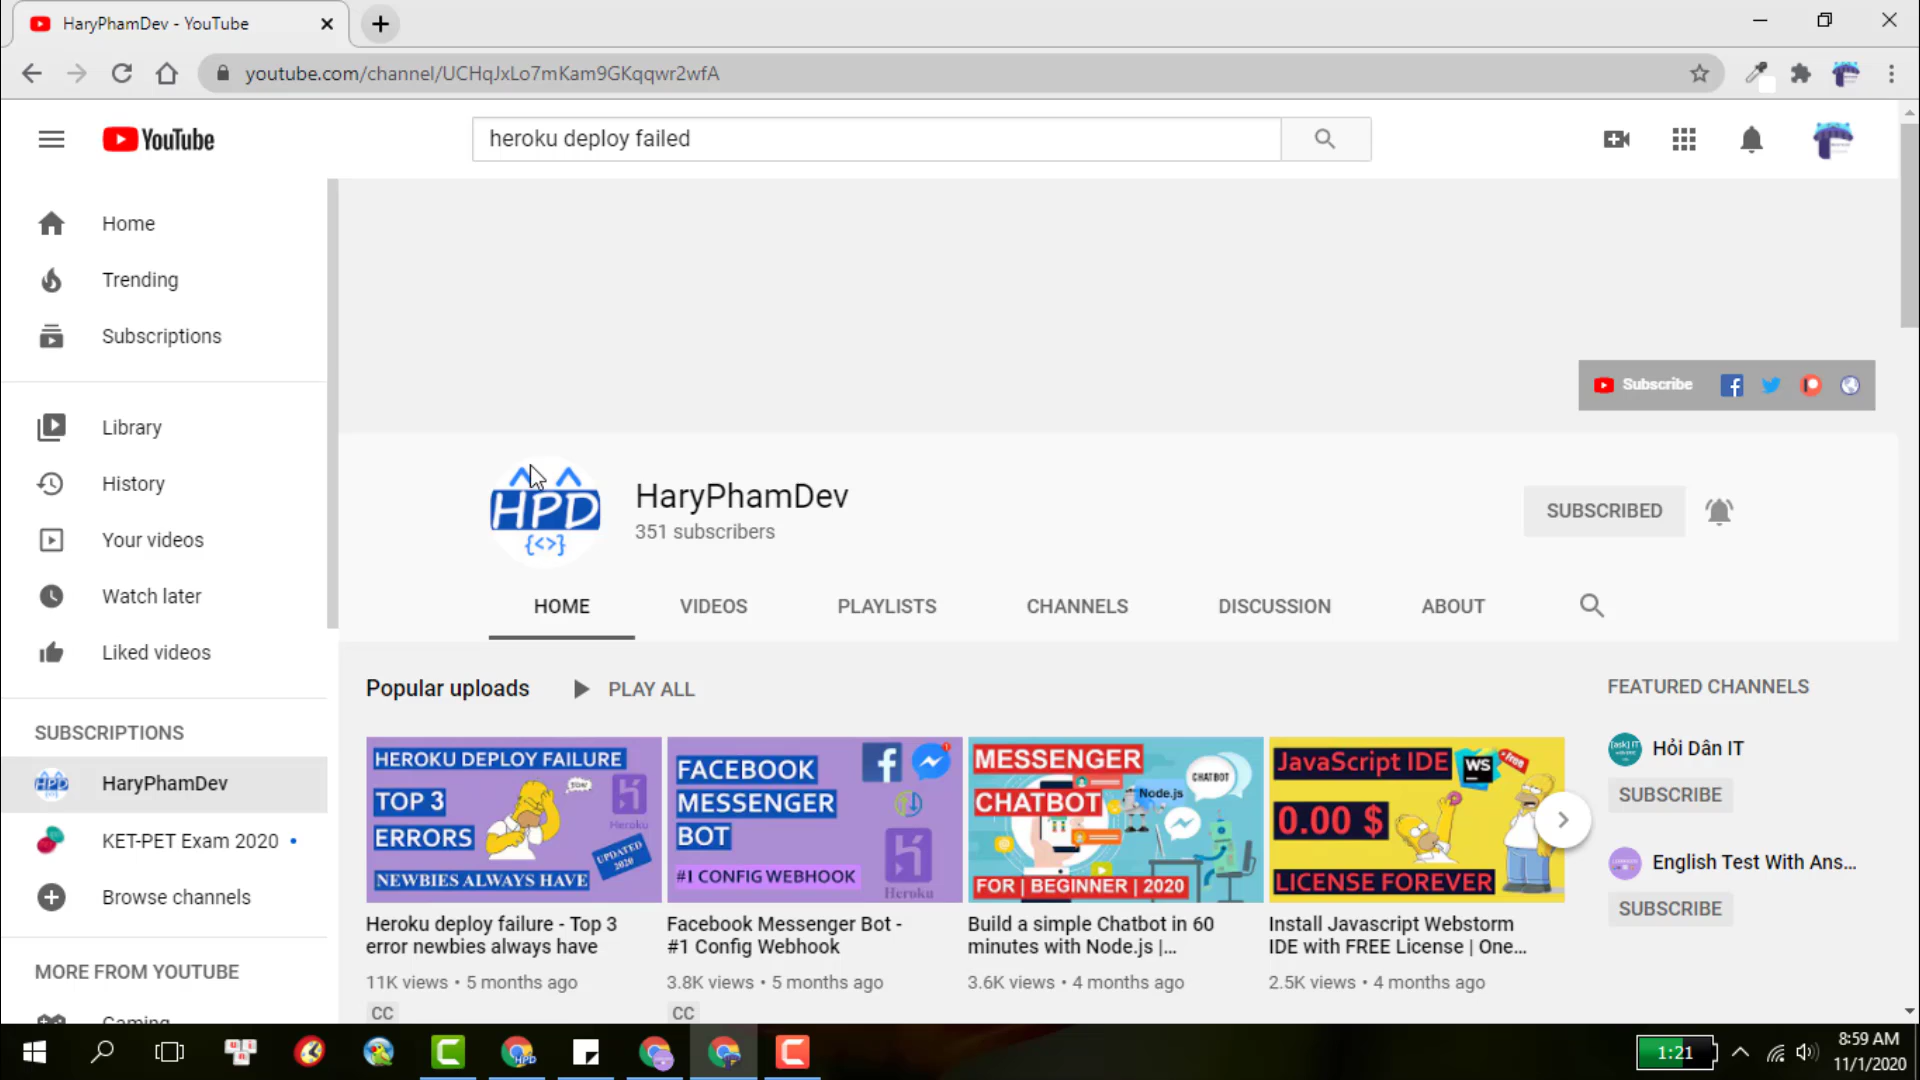 HaryPhamDev - YouTube
youtube.com/channel/UCHqJxLo7mKam9GKqqwr2wfA
YouTube
heroku deploy failed
Home
Trending
Subscriptions
Library
History
Your videos
Watch later
Liked videos
SUBSCRIPTIONS
HaryPhamDev
KET-PET Exam 2020
Browse channels
MORE FROM YOUTUBE
Gaming
Subscribe
HPD
{<>}
HaryPhamDev
351 subscribers
SUBSCRIBED
HOME
VIDEOS
PLAYLISTS
CHANNELS
DISCUSSION
ABOUT
Popular uploads
PLAY ALL
HEROKU DEPLOY FAILURE
TOP 3
ERRORS
Heroku
UPDATED
2020
NEWBIES ALWAYS HAVE
Heroku deploy failure - Top 3
error newbies always have
11K views • 5 months ago
CC
FACEBOOK
MESSENGER
BOT
#1 CONFIG WEBHOOK
Heroku
Facebook Messenger Bot -
#1 Config Webhook
3.8K views • 5 months ago
CC
MESSENGER
CHATBOT
CHATBOT
Node.js
FOR | BEGINNER | 2020
Build a simple Chatbot in 60
minutes with Node.js |...
3.6K views • 4 months ago
JavaScript IDE
WS
Free
0.00 $
LICENSE FOREVER
Install Javascript Webstorm
IDE with FREE License | One...
2.5K views • 4 months ago
FEATURED CHANNELS
Hỏi Dân IT
SUBSCRIBE
English Test With Ans...
SUBSCRIBE
1:21
8:59 AM
11/1/2020